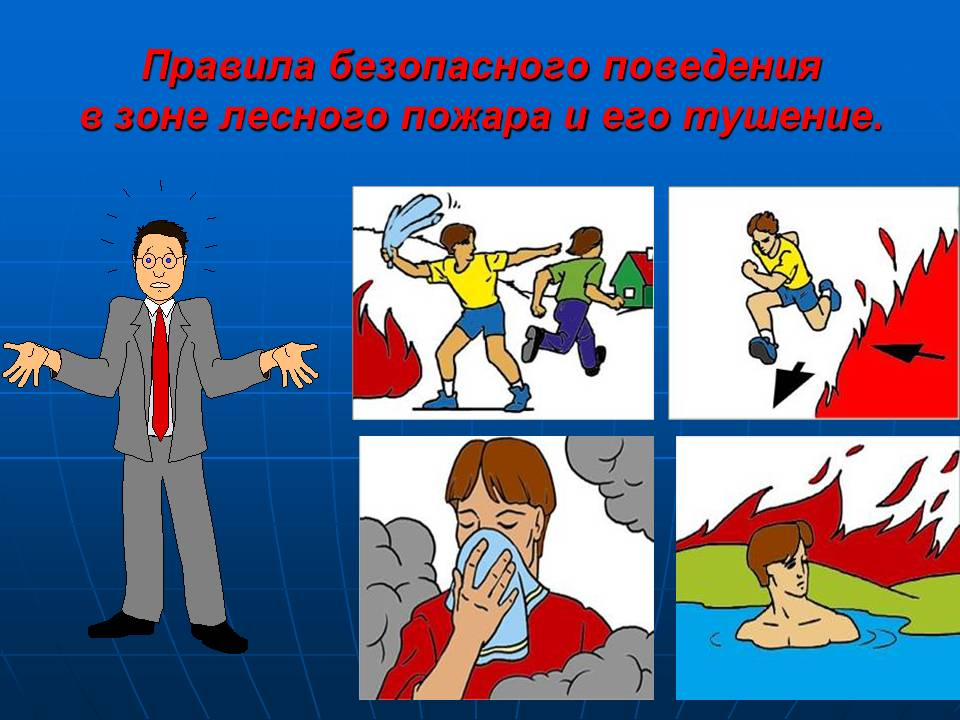 Правила безопасного поведения
в зоне лесного пожара и его тушение.